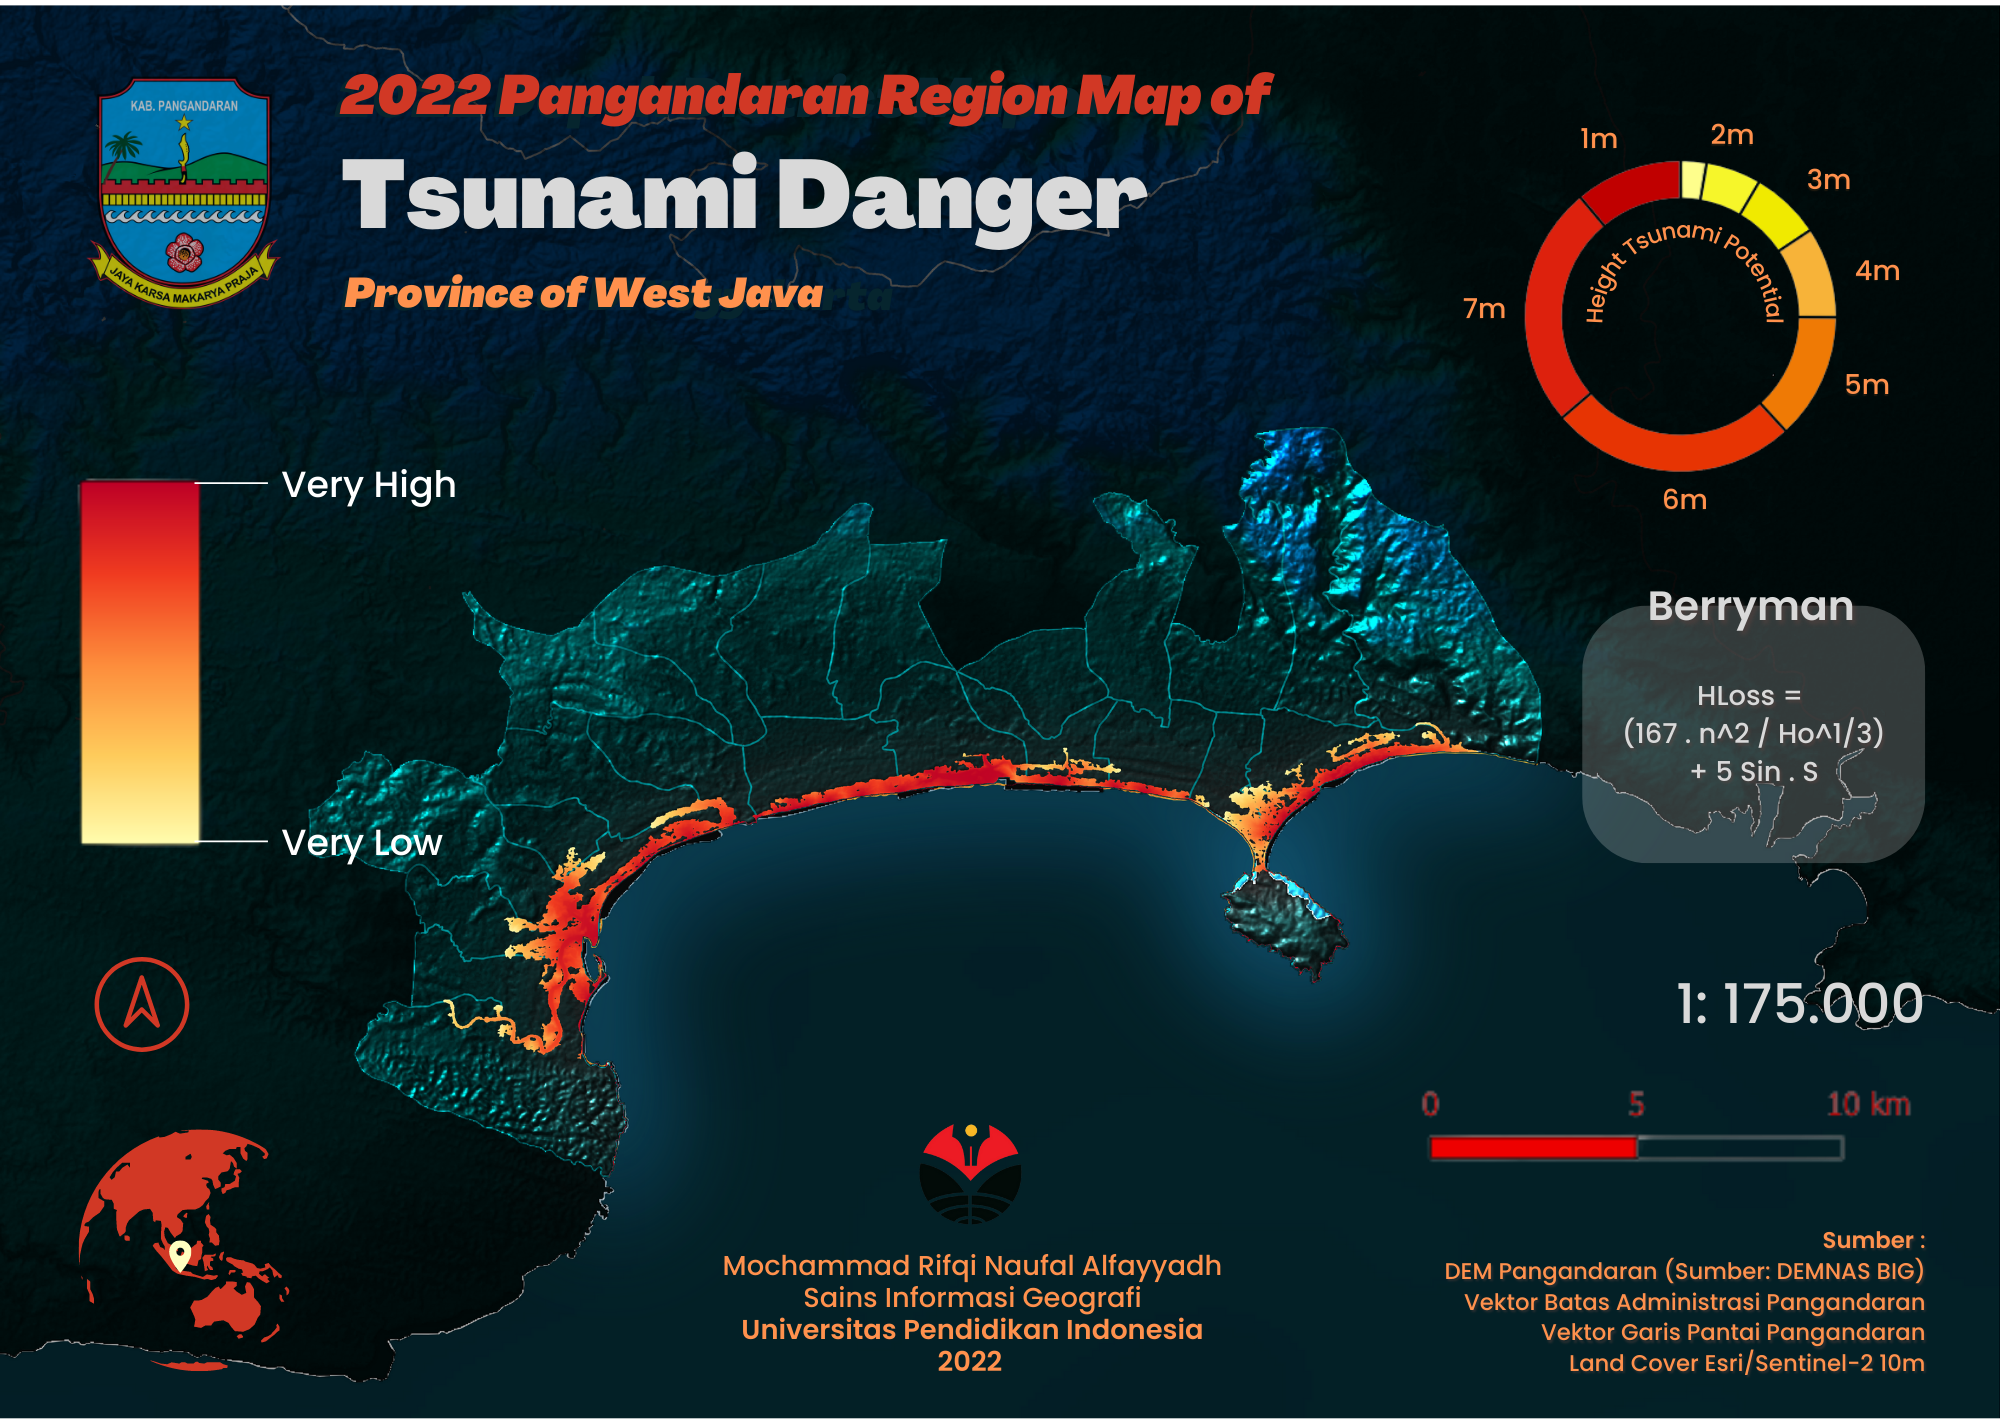 KAB. PANGANDARAN
JAYA KARSA MAKARYA PRAJA
2022 Pangandaran Region Map of
Tsunami Danger
Province of West Java
1m
2m
3m
4m
5m
6m
7m
Height Tsunami Potential
Very High
Very Low
Berryman
HLoss =
(167 . n^2 / Ho^1/3)
+ 5 Sin . S
1: 175.000
0 5 10 km
Mochammad Rifqi Naufal Alfayyadh
Sains Informasi Geografi
Universitas Pendidikan Indonesia
2022
Sumber :
DEM Pangandaran (Sumber: DEMNAS BIG)
Vektor Batas Administrasi Pangandaran
Vektor Garis Pantai Pangandaran
Land Cover Esri/Sentinel-2 10m